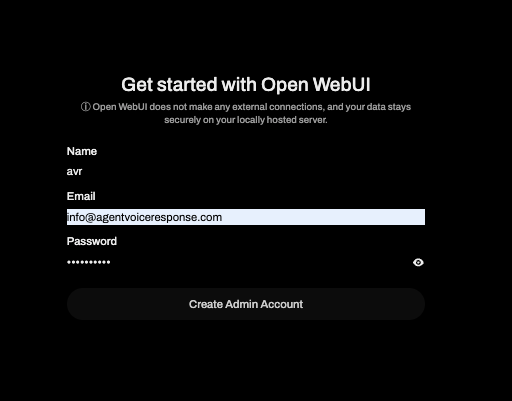 Get started with Open WebUI
ⓘ Open WebUI does not make any external connections, and your data stays
securely on your locally hosted server.
Name
avr
Email
info@agentvoiceresponse.com
Password
••••••••••
Create Admin Account